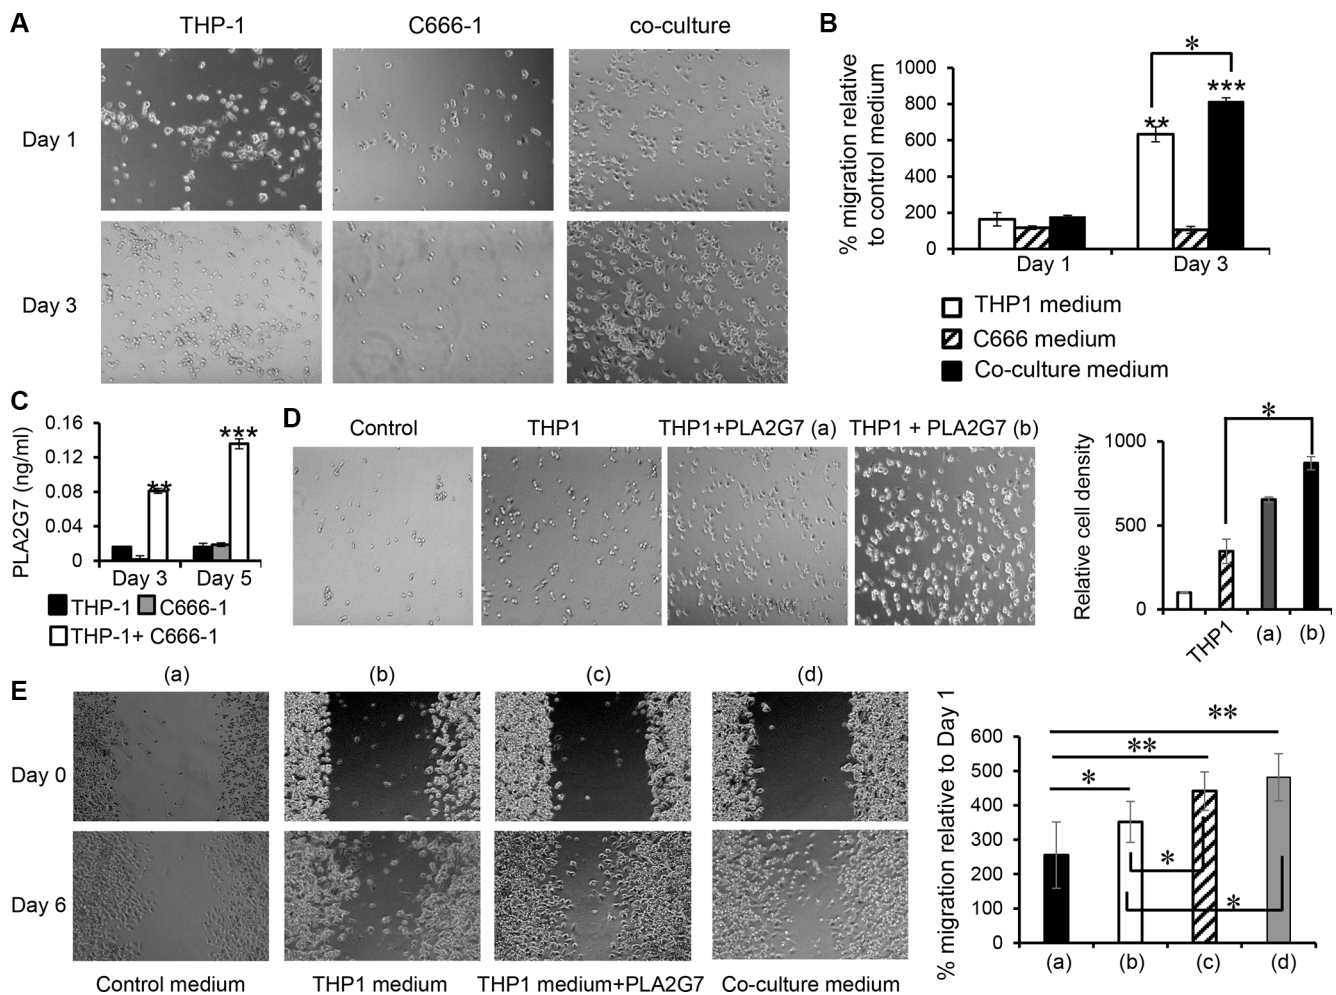 A
THP-1
C666-1
co-culture
Day 1
Day 3
B
% migration relative
to control medium
1000
800
600
400
200
0
*
**
***
Day 1
Day 3
THP1 medium
C666 medium
Co-culture medium
C
PLA2G7 (ng/ml)
0.16
0.12
0.08
0.04
0
**
***
Day 3
Day 5
THP-1
C666-1
THP-1+ C666-1
D
Control
THP1
THP1+PLA2G7 (a)
THP1 + PLA2G7 (b)
Relative cell density
1000
500
0
*
THP1
(a)
(b)
E
(a)
(b)
(c)
(d)
Day 0
Day 6
Control medium
THP1 medium
THP1 medium+PLA2G7
Co-culture medium
% migration relative to Day 1
600
500
400
300
200
100
0
**
**
*
*
*
(a)
(b)
(c)
(d)